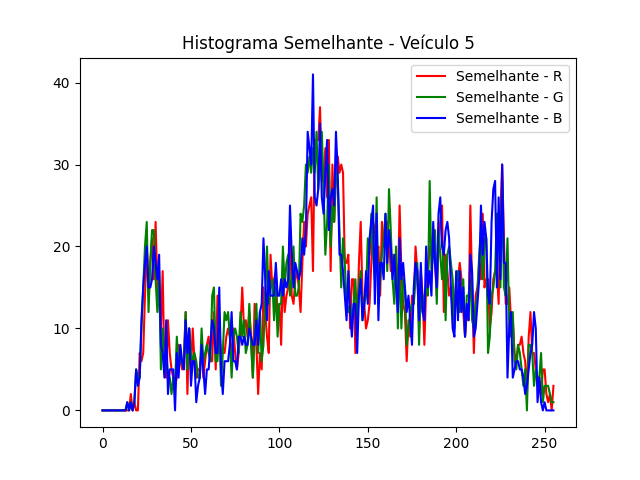 Histograma Semelhante - Veículo 5
Semelhante - R
Semelhante - G
Semelhante - B
40
30
20
10
0
0 50 100 150 200 250